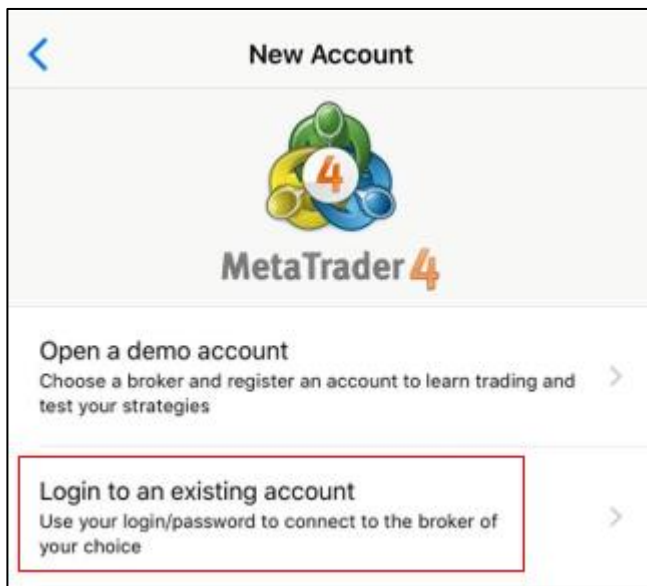 New Account
4
MetaTrader 4
Open a demo account
Choose a broker and register an account to learn trading and
test your strategies
Login to an existing account
Use your login/password to connect to the broker of
your choice